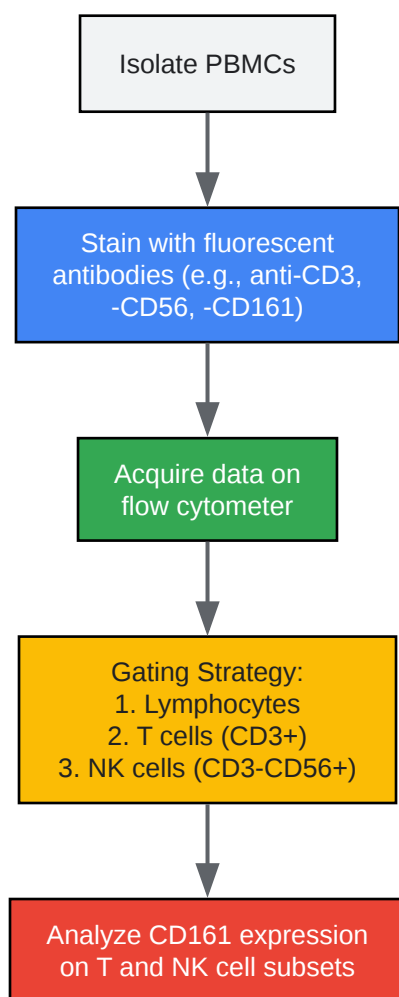 Isolate PBMCs
Stain with fluorescent
antibodies (e.g., anti-CD3,
-CD56, -CD161)
Acquire data on
flow cytometer
Gating Strategy:
1. Lymphocytes
2. T cells (CD3+)
3. NK cells (CD3-CD56+)
Analyze CD161 expression
on T and NK cell subsets